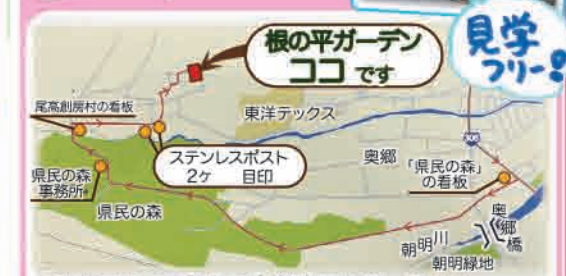 見学
フリー!
根の平ガーデン
ココ です
尾高創房村の看板
東洋テックス
ステンレスポスト
2ヶ 目印
奥郷
「県民の森」
の看板
県民の森
事務所
県民の森
奥郷橋
朝明川
朝明緑地